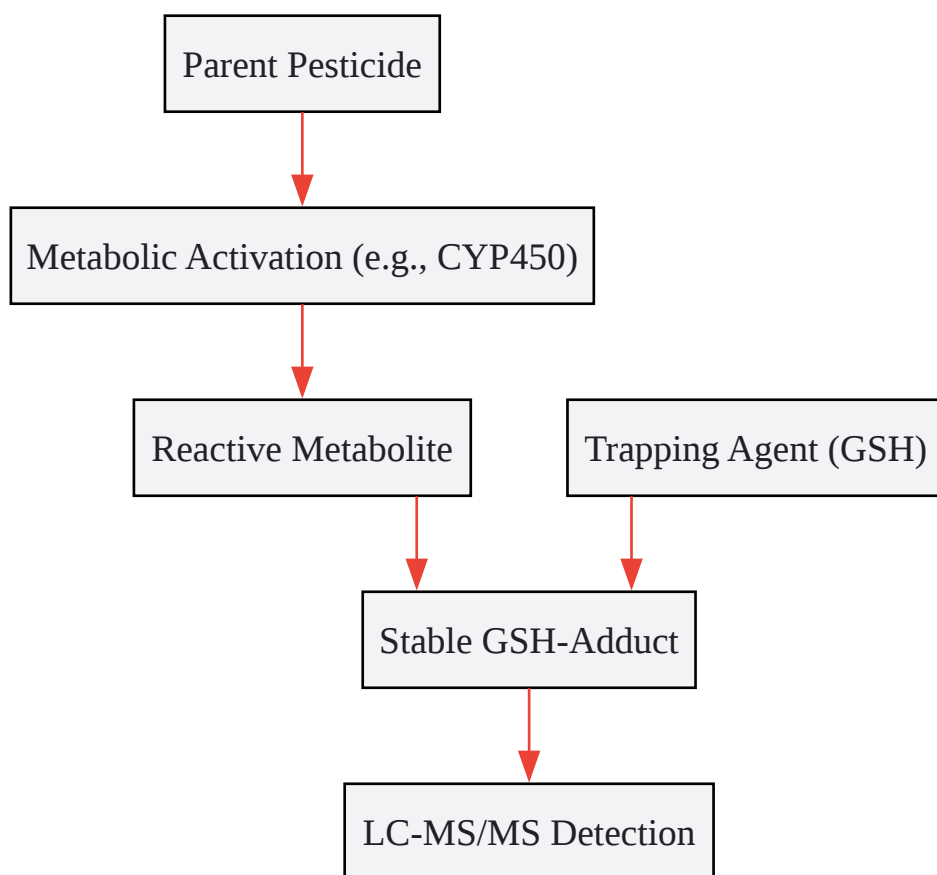 Parent Pesticide
Metabolic Activation (e.g., CYP450)
Reactive Metabolite
Trapping Agent (GSH)
Stable GSH-Adduct
LC-MS/MS Detection